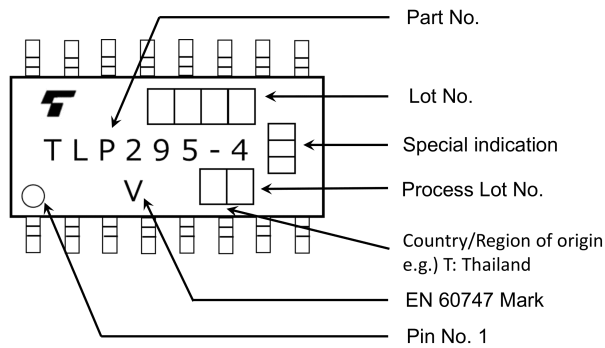 Part No.
Lot No.
TLP295-4
Special indication
V
Process Lot No.
Country/Region of origin
e.g.) T: Thailand
EN 60747 Mark
Pin No. 1